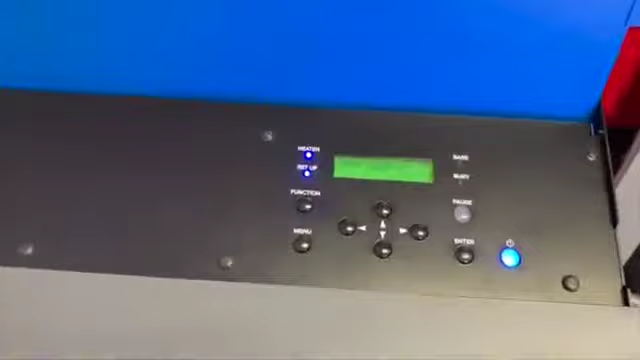 HEATER
SET UP
FUNCTION
MENU
BASE
BUSY
PAUSE
ENTER